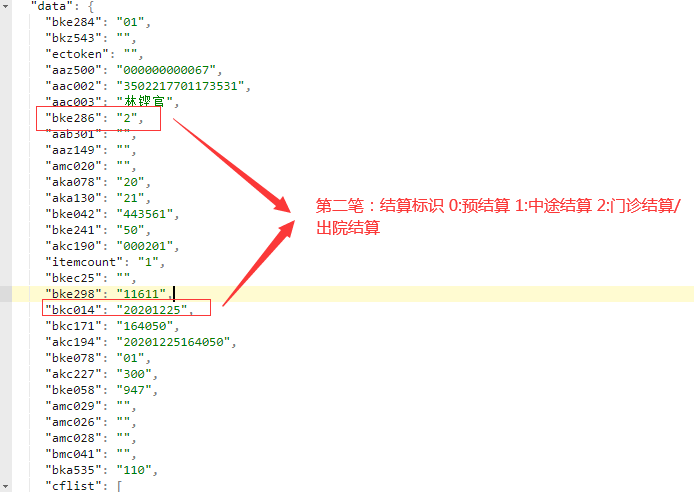 "data": {
"bke284": "01",
"bkz543": "",
"ectoken": "",
"aaz500": "000000000067",
"aac002": "3502217701173531",
"aac003": "林锣官",
"bke286": "2",
"aab301": "",
"aaz149": "",
"amc020": "",
"aka078": "20",
"aka130": "21",
"bke042": "443561",
"bke241": "50",
"akc190": "000201",
"itemcount": "1",
"bkec25": "",
"bke298": "11611",
"bkc014": "20201225",
"bkc171": "164050",
"akc194": "20201225164050",
"bke078": "01",
"akc227": "300",
"bke058": "947",
"amc029": "",
"amc026": "",
"amc028": "",
"bmc041": "",
"bka535": "110",
"cflist": [
第二笔：结算标识 0:预结算 1:中途结算 2:门诊结算/
出院结算